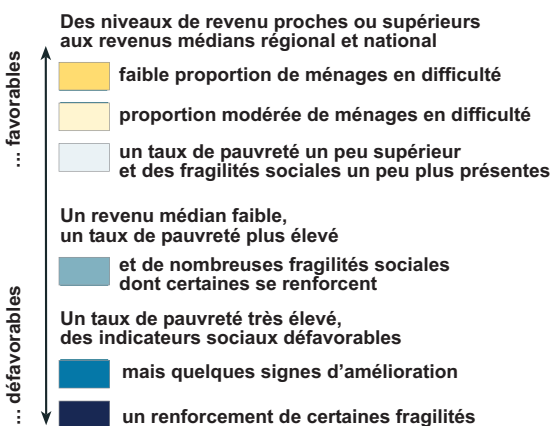 Des niveaux de revenu proches ou supérieurs
aux revenus médians régional et national
... favorables
faible proportion de ménages en difficulté
proportion modérée de ménages en difficulté
un taux de pauvreté un peu supérieur
et des fragilités sociales un peu plus présentes
Un revenu médian faible,
un taux de pauvreté plus élevé
et de nombreuses fragilités sociales
dont certaines se renforcent
... défavorables
Un taux de pauvreté très élevé,
des indicateurs sociaux défavorables
mais quelques signes d'amélioration
un renforcement de certaines fragilités